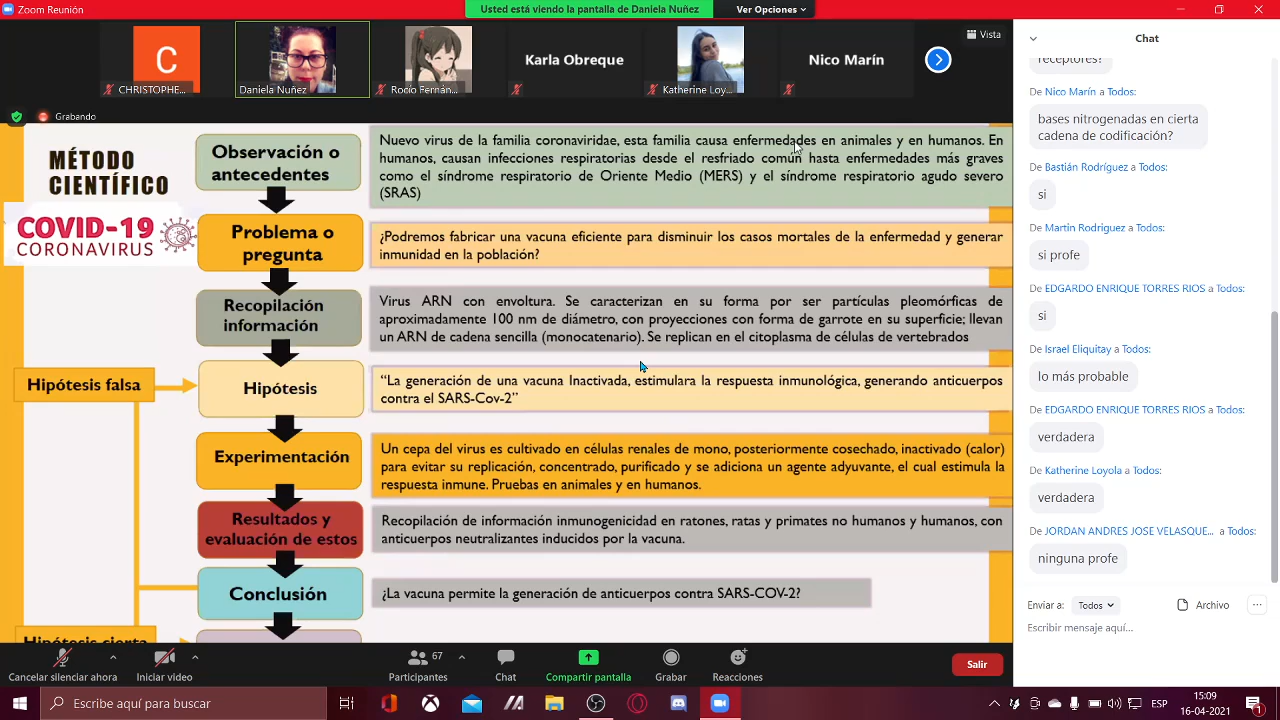 Zoom Reunión
Usted está viendo la pantalla de Daniela Nuñez
Ver Opciones
Vista
C
CHRISTOPHE...
Daniela Nuñez
Rocío Fernán...
Karla Obreque
Katherine Loy...
Nico Marín
Grabando
MÉTODO
CIENTÍFICO
COVID-19
CORONAVIRUS
Observación o
antecedentes
Nuevo virus de la familia coronaviridae, esta familia causa enfermedades en animales y en humanos. En
humanos, causan infecciones respiratorias desde el resfriado común hasta enfermedades más graves
como el síndrome respiratorio de Oriente Medio (MERS) y el síndrome respiratorio agudo severo
(SRAS)
Problema o
pregunta
¿Podremos fabricar una vacuna eficiente para disminuir los casos mortales de la enfermedad y generar
inmunidad en la población?
Recopilación
información
Virus ARN con envoltura. Se caracterizan en su forma por ser partículas pleomórficas de
aproximadamente 100 nm de diámetro, con proyecciones con forma de garrote en su superficie; llevan
un ARN de cadena sencilla (monocatenario). Se replican en el citoplasma de células de vertebrados
Hipótesis falsa
Hipótesis
“La generación de una vacuna Inactivada, estimulara la respuesta inmunológica, generando anticuerpos
contra el SARS-Cov-2”
Experimentación
Un cepa del virus es cultivado en células renales de mono, posteriormente cosechado, inactivado (calor)
para evitar su replicación, concentrado, purificado y se adiciona un agente adyuvante, el cual estimula la
respuesta inmune. Pruebas en animales y en humanos.
Resultados y
evaluación de estos
Recopilación de información inmunogenicidad en ratones, ratas y primates no humanos y humanos, con
anticuerpos neutralizantes inducidos por la vacuna.
Conclusión
¿La vacuna permite la generación de anticuerpos contra SARS-COV-2?
Hipótesis cierta
Chat
receptores?
De Nico Marín a Todos:
bases nitrogenadas en cierta
cadena de codificación?
De Bastián Rodríguez a Todos:
si
De Martin Rodriguez a Todos:
si profe
De EDGARDO ENRIQUE TORRES RIOS a Todos:
si
De Israel Eliquitay a Todos:
lo más probable
De EDGARDO ENRIQUE TORRES RIOS a Todos:
verdadera
De Katherine Loyola a Todos:
verdadera
De JORDAN ANDRES JOSE VELASQUE... a Todos:
ninguna profe
Enviar a: Todos
Archivo
Escribir mensaje aquí...
Cancelar silenciar ahora
Iniciar video
67
Participantes
Chat
Compartir pantalla
Grabar
Reacciones
Salir
Escribe aquí para buscar
ESP
15:09
16-04-2021
1